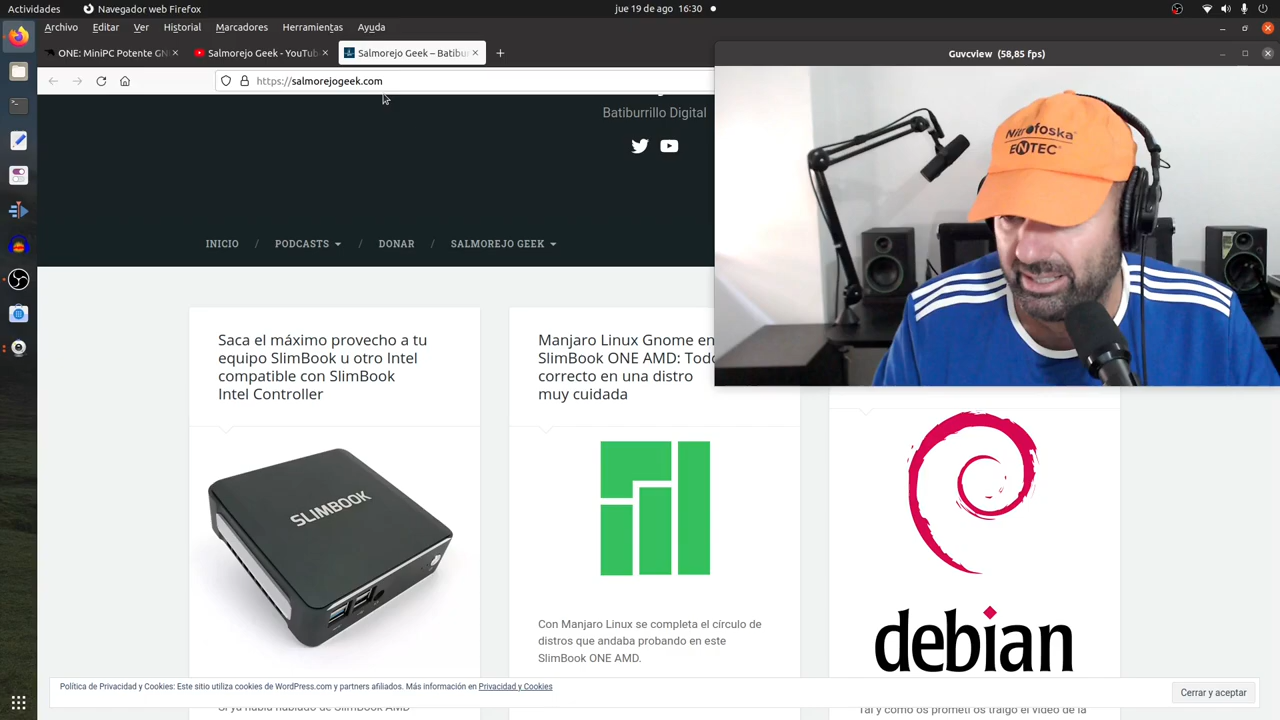 Actividades
Navegador web Firefox
jue 19 de ago 16:30
Archivo Editar Ver Historial Marcadores Herramientas Ayuda
ONE: MiniPC Potente GN
Salmorejo Geek - YouTub
Salmorejo Geek – Batibur
Guvcview (58,85 fps)
https://salmorejogeek.com
Batiburrillo Digital
INICIO / PODCASTS / DONAR / SALMOREJO GEEK
Nitrofoska
ENTEC
Saca el máximo provecho a tu
equipo SlimBook u otro Intel
compatible con SlimBook
Intel Controller
SLIMBOOK
Manjaro Linux Gnome en
SlimBook ONE AMD: Todo
correcto en una distro
muy cuidada
Con Manjaro Linux se completa el círculo de
distros que andaba probando en este
SlimBook ONE AMD.
debian
Política de Privacidad y Cookies: Este sitio utiliza cookies de WordPress.com y partners afiliados. Más información en Privacidad y Cookies
Cerrar y aceptar